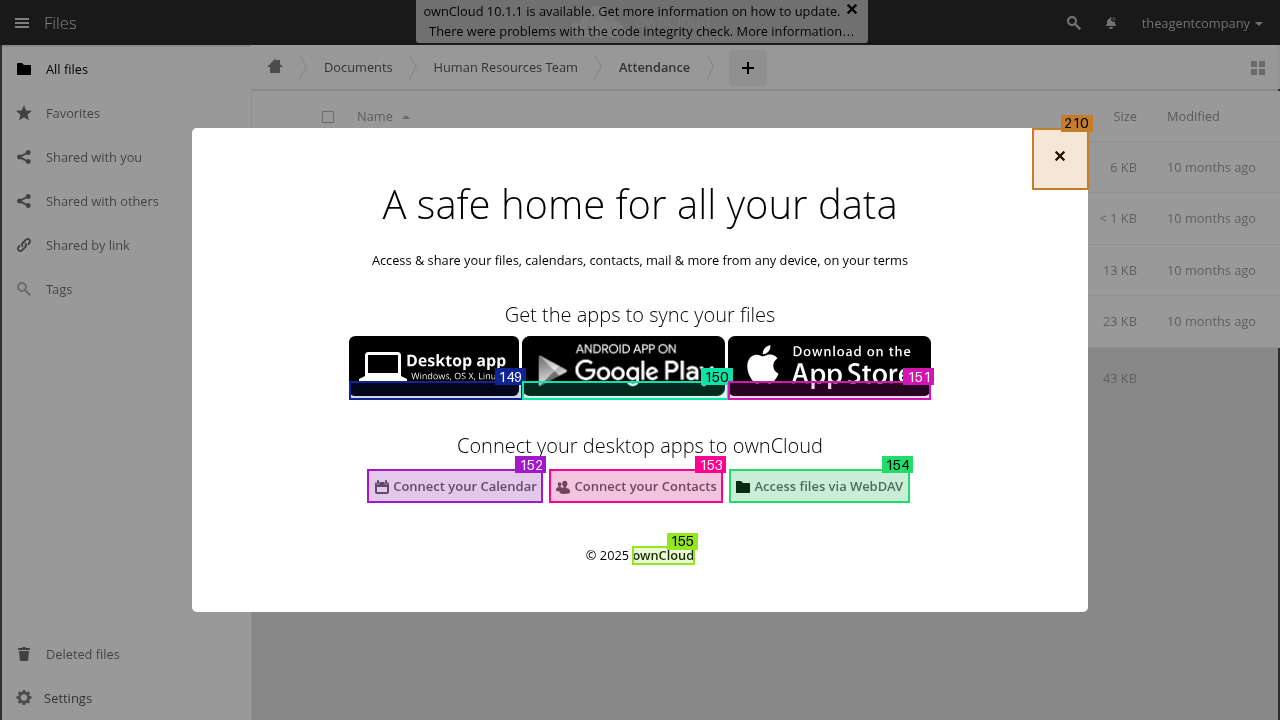 ownCloud 10.1.1 is available. Get more information on how to update.
There were problems with the code integrity check. More information…
Files
theagentcompany
All files
Favorites
Shared with you
Shared with others
Shared by link
Tags
Deleted files
Settings
Documents
Human Resources Team
Attendance
+
Name
Size
Modified
6 KB
10 months ago
< 1 KB
10 months ago
13 KB
10 months ago
23 KB
10 months ago
43 KB
210
A safe home for all your data
Access & share your files, calendars, contacts, mail & more from any device, on your terms
Get the apps to sync your files
Desktop app
Windows, OS X,
149
ANDROID APP ON
Google Play
150
Download on the
App Store
151
Connect your desktop apps to ownCloud
152
Connect your Calendar
153
Connect your Contacts
154
Access files via WebDAV
155
© 2025 ownCloud